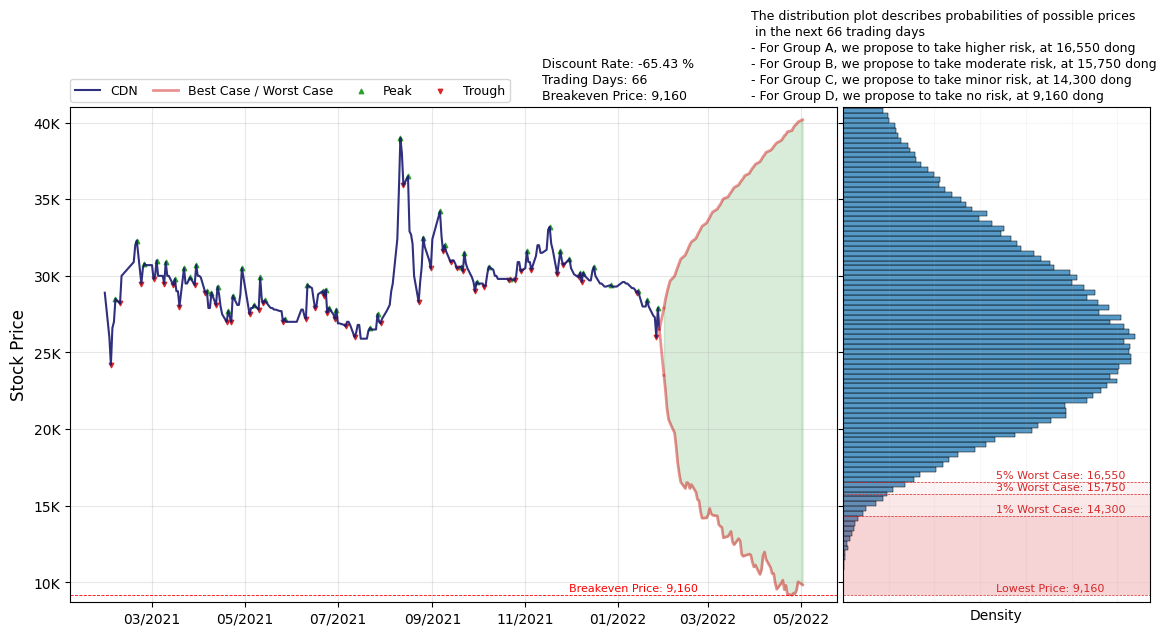 The distribution plot describes probabilities of possible prices
in the next 66 trading days
- For Group A, we propose to take higher risk, at 16,550 dong
- For Group B, we propose to take moderate risk, at 15,750 dong
- For Group C, we propose to take minor risk, at 14,300 dong
- For Group D, we propose to take no risk, at 9,160 dong
Discount Rate: -65.43 %
Trading Days: 66
Breakeven Price: 9,160
CDN
Best Case / Worst Case
Peak
Trough
Stock Price
40K
35K
30K
25K
20K
15K
10K
Breakeven Price: 9,160
03/2021
05/2021
07/2021
09/2021
11/2021
01/2022
03/2022
05/2022
5% Worst Case: 16,550
3% Worst Case: 15,750
1% Worst Case: 14,300
Lowest Price: 9,160
Density